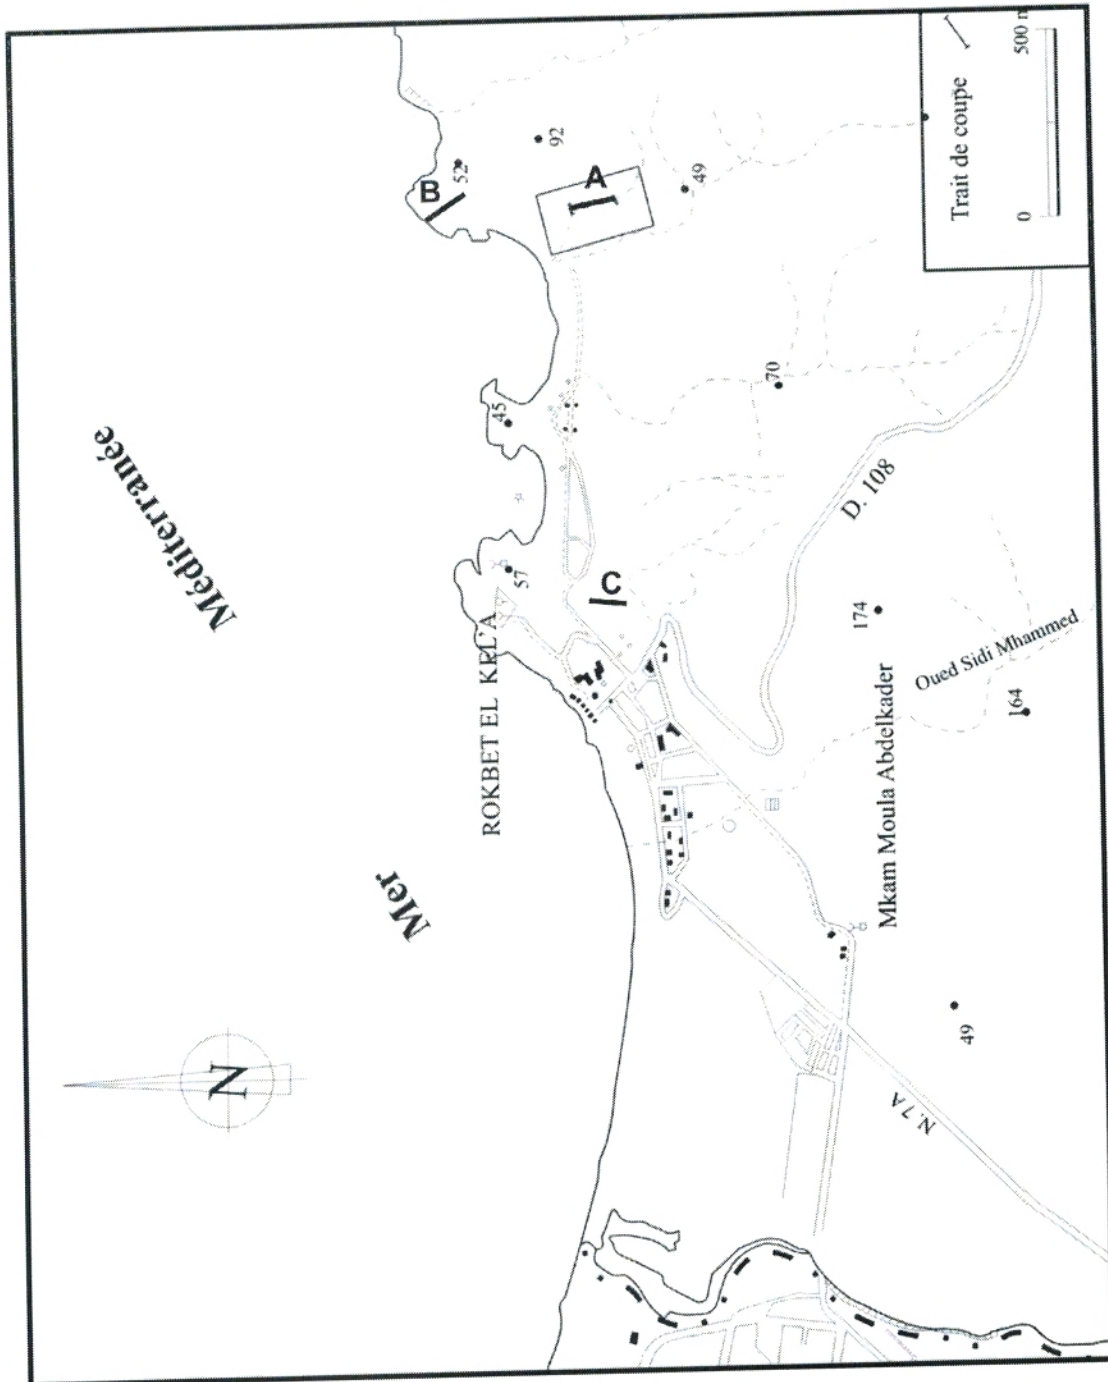 Mer
Méditerranée
N
ROKBET EL KEL'A
B
52
92
A
49
45
57
C
70
D. 108
174
Oued Sidi Mhammed
164
Mkam Moula Abdelkader
49
N. 7A
Trait de coupe
0
500 m